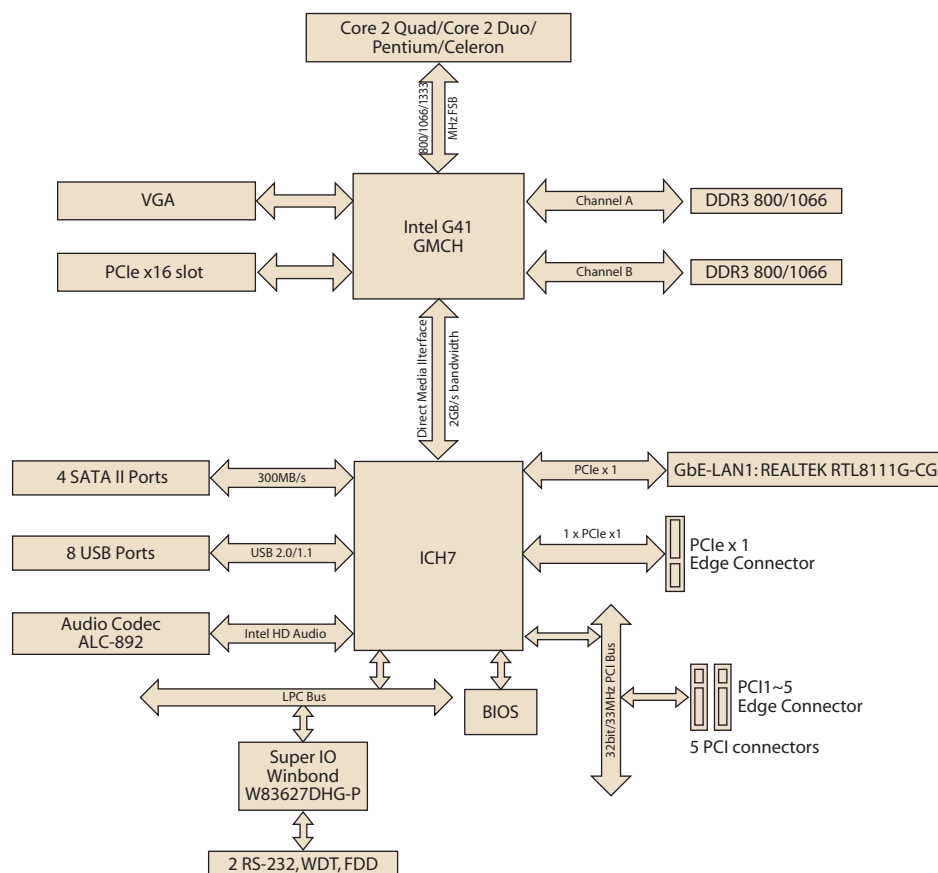 Core 2 Quad/Core 2 Duo/
Pentium/Celeron
800/1066/1333
MHz FSB
VGA
PCIe x16 slot
Intel G41
GMCH
Channel A
DDR3 800/1066
Channel B
DDR3 800/1066
Direct Media IIterface
2GB/s bandwidth
4 SATA II Ports
300MB/s
8 USB Ports
USB 2.0/1.1
Audio Codec
ALC-892
Intel HD Audio
ICH7
PCIe x 1
GbE-LAN1: REALTEK RTL8111G-CG
1 x PCIe x1
PCIe x 1
Edge Connector
32bit/33MHz PCI Bus
PCI1~5
Edge Connector
5 PCI connectors
LPC Bus
BIOS
Super IO
Winbond
W83627DHG-P
2 RS-232, WDT, FDD